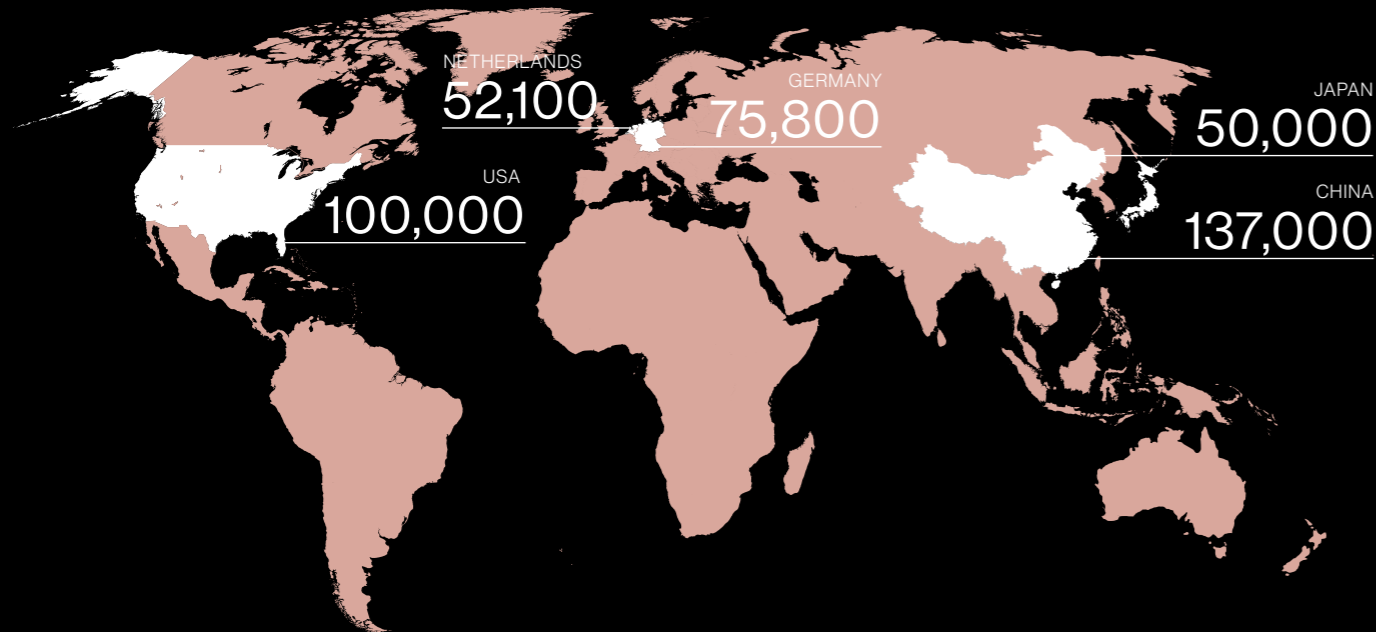 NETHERLANDS
52,100
GERMANY
75,800
JAPAN
50,000
USA
100,000
CHINA
137,000